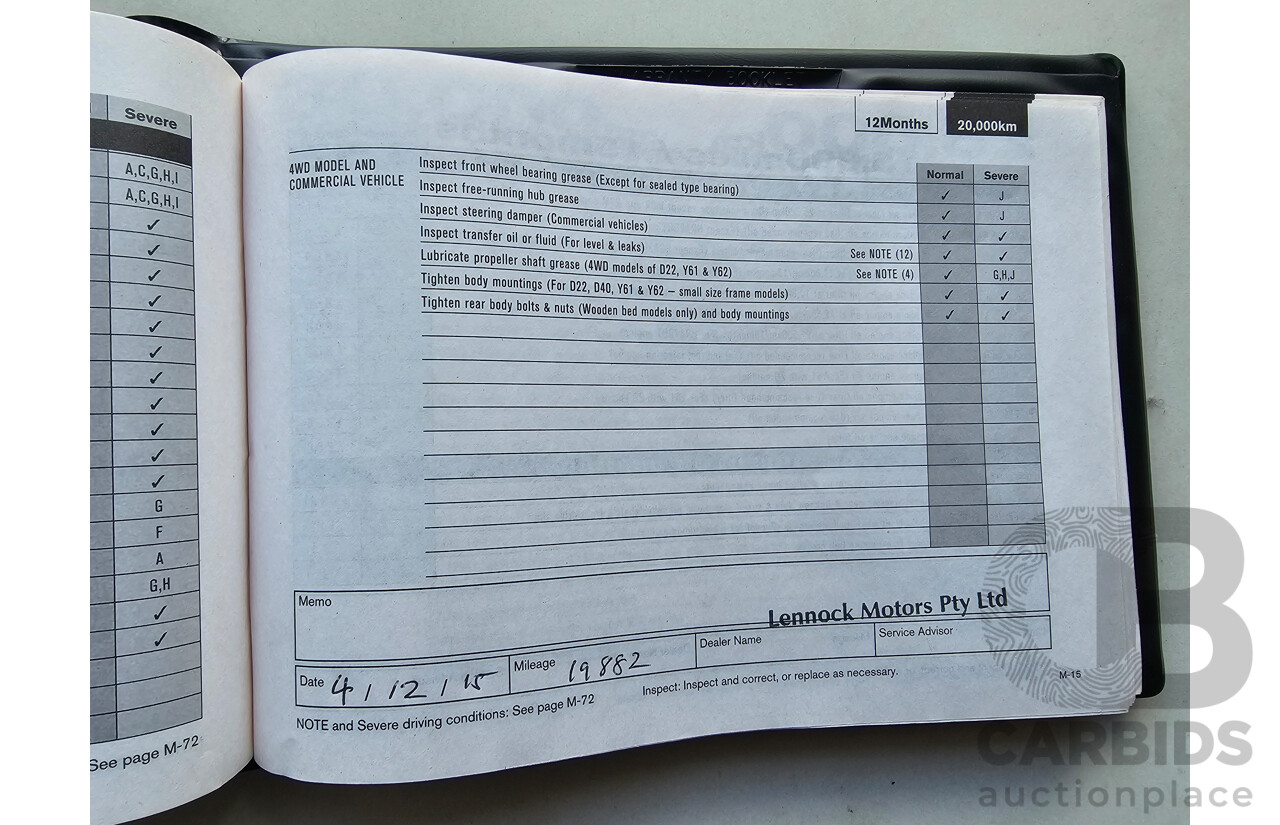 Severe
A,C,G,H,I
A,C,G,H,I
✓
✓
✓
✓
✓
✓
✓
✓
✓
✓
✓
G
F
A
G,H
✓
✓
See page M-72
WARRANTY BOOKLET
12Months 20,000km
Normal Severe
4WD MODEL AND
COMMERCIAL VEHICLE
Inspect front wheel bearing grease (Except for sealed type bearing) ✓ J
Inspect free-running hub grease ✓ J
Inspect steering damper (Commercial vehicles) ✓ ✓
Inspect transfer oil or fluid (For level & leaks) See NOTE (12) ✓ ✓
Lubricate propeller shaft grease (4WD models of D22, Y61 & Y62) See NOTE (4) ✓ G,H,J
Tighten body mountings (For D22, D40, Y61 & Y62 – small size frame models) ✓ ✓
Tighten rear body bolts & nuts (Wooden bed models only) and body mountings ✓ ✓
Memo
Lennock Motors Pty Ltd
Date 4 / 12 / 15 Mileage 19882 Dealer Name Service Advisor
NOTE and Severe driving conditions: See page M-72 Inspect: Inspect and correct, or replace as necessary. M-15
CARBIDS
auctionplace